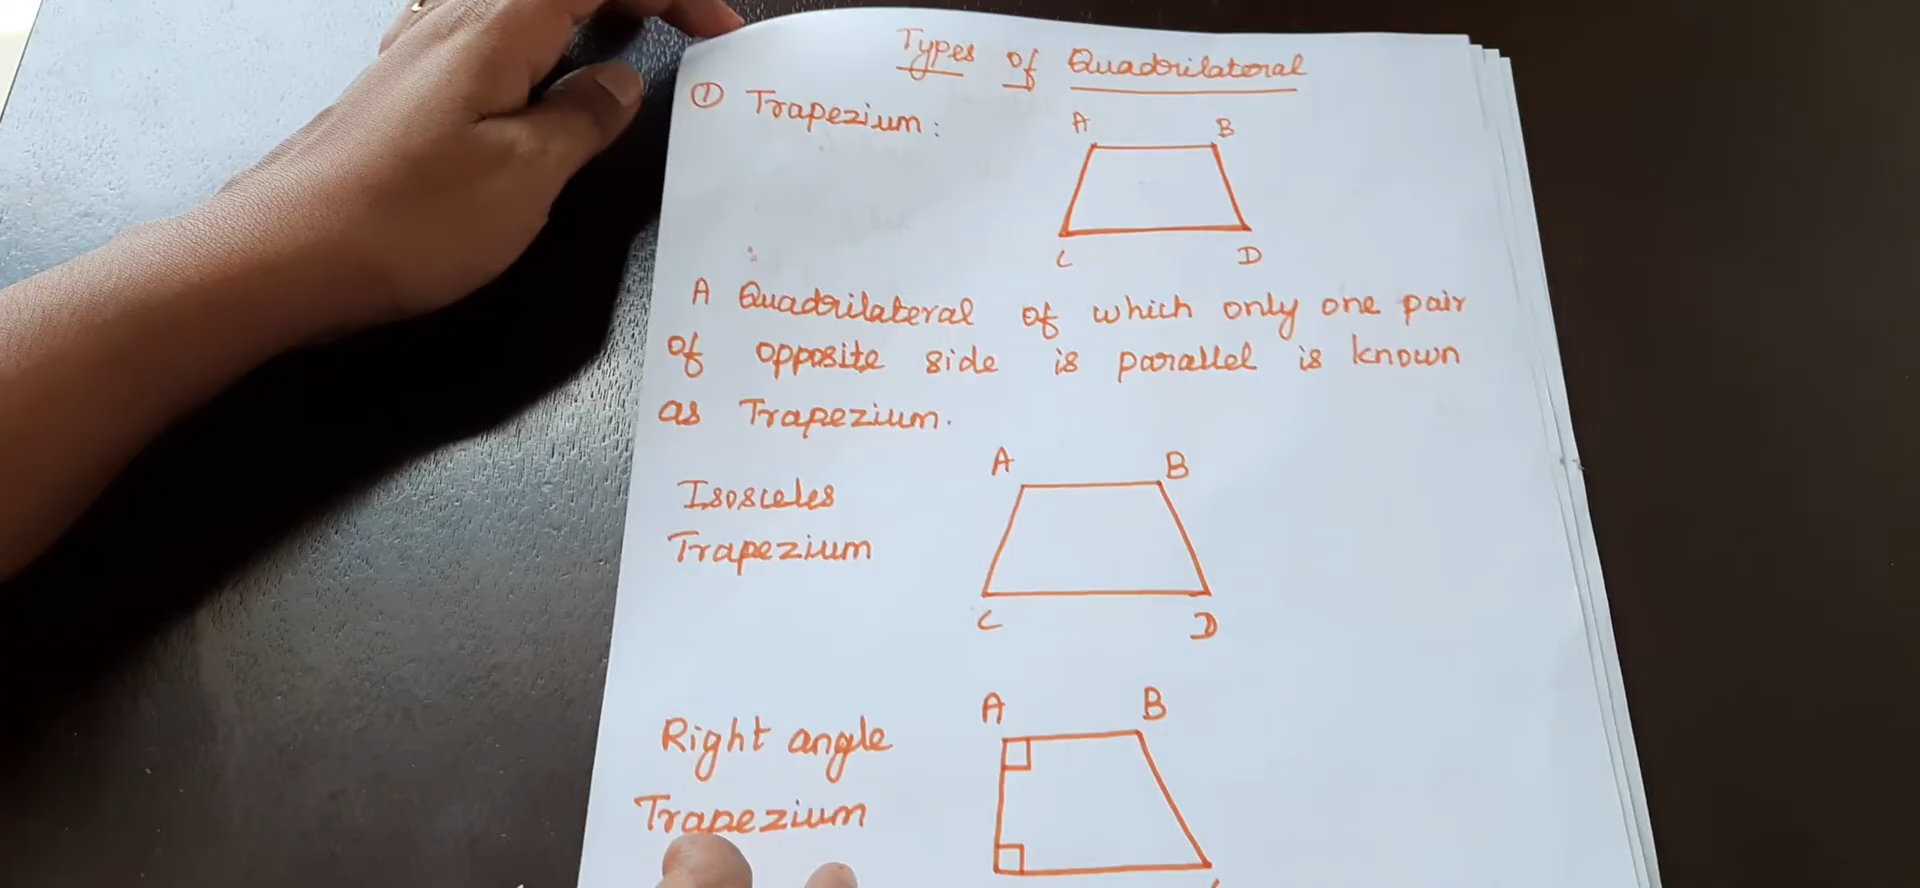 Types of Quadrilateral
① Trapezium:
A B
C D
A Quadrilateral of which only one pair
of opposite side is parallel is known
as Trapezium.
A B
Isosceles
Trapezium
C D
A B
Right angle
Trapezium